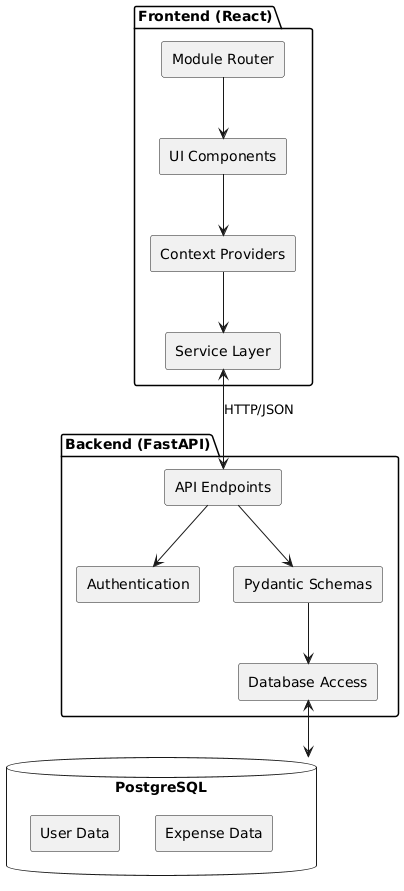 Frontend (React)
Module Router
UI Components
Context Providers
Service Layer
HTTP/JSON
Backend (FastAPI)
API Endpoints
Authentication
Pydantic Schemas
Database Access
PostgreSQL
User Data
Expense Data